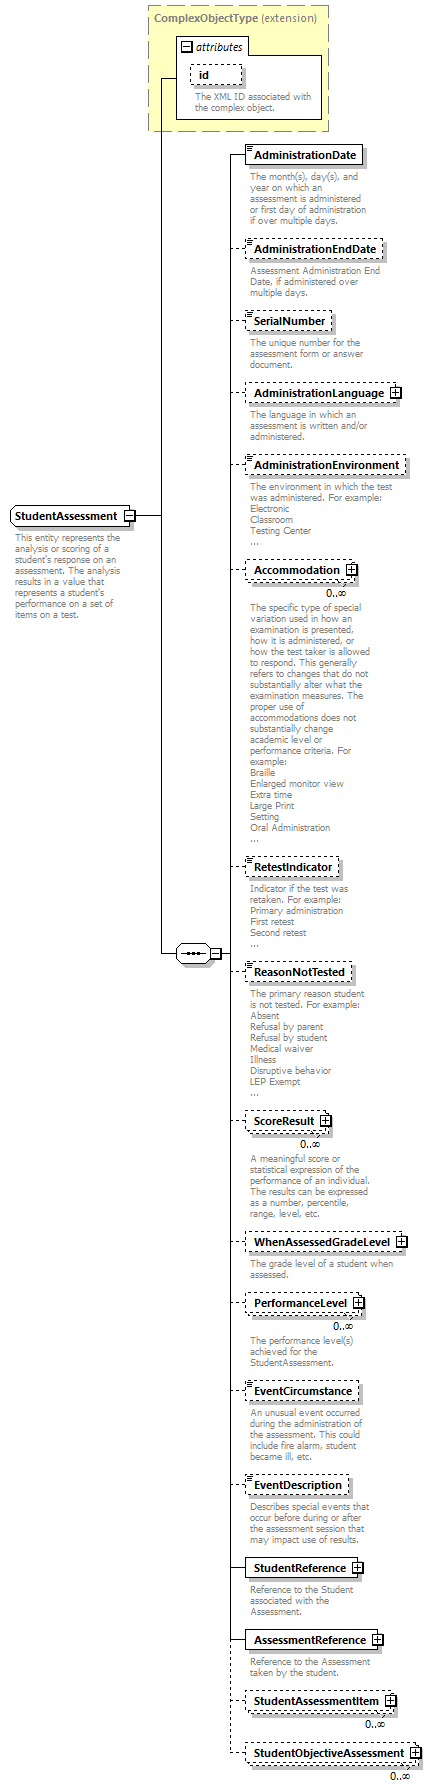 ComplexObjectType (extension)
attributes
id
The XML ID associated with
the complex object.
AdministrationDate
The month(s), day(s), and
year on which an
assessment is administered
or first day of administration
if over multiple days.
AdministrationEndDate
Assessment Administration End
Date, if administered over
multiple days.
SerialNumber
The unique number for the
assessment form or answer
document.
AdministrationLanguage
The language in which an
assessment is written and/or
administered.
AdministrationEnvironment
The environment in which the test
was administered. For example:
Electronic
Classroom
Testing Center
...
StudentAssessment
This entity represents the
analysis or scoring of a
student's response on an
assessment. The analysis
results in a value that
represents a student's
performance on a set of
items on a test.
Accommodation
0..∞
The specific type of special
variation used in how an
examination is presented,
how it is administered, or
how the test taker is allowed
to respond. This generally
refers to changes that do not
substantially alter what the
examination measures. The
proper use of
accommodations does not
substantially change
academic level or
performance criteria. For
example:
Braille
Enlarged monitor view
Extra time
Large Print
Setting
Oral Administration
...
RetestIndicator
Indicator if the test was
retaken. For example:
Primary administration
First retest
Second retest
...
ReasonNotTested
The primary reason student
is not tested. For example:
Absent
Refusal by parent
Refusal by student
Medical waiver
Illness
Disruptive behavior
LEP Exempt
...
ScoreResult
0..∞
A meaningful score or
statistical expression of the
performance of an individual.
The results can be expressed
as a number, percentile,
range, level, etc.
WhenAssessedGradeLevel
The grade level of a student when
assessed.
PerformanceLevel
0..∞
The performance level(s)
achieved for the
StudentAssessment.
EventCircumstance
An unusual event occurred
during the administration of
the assessment. This could
include fire alarm, student
became ill, etc.
EventDescription
Describes special events that
occur before during or after
the assessment session that
may impact use of results.
StudentReference
Reference to the Student
associated with the
Assessment.
AssessmentReference
Reference to the Assessment
taken by the student.
StudentAssessmentItem
0..∞
StudentObjectiveAssessment
0..∞